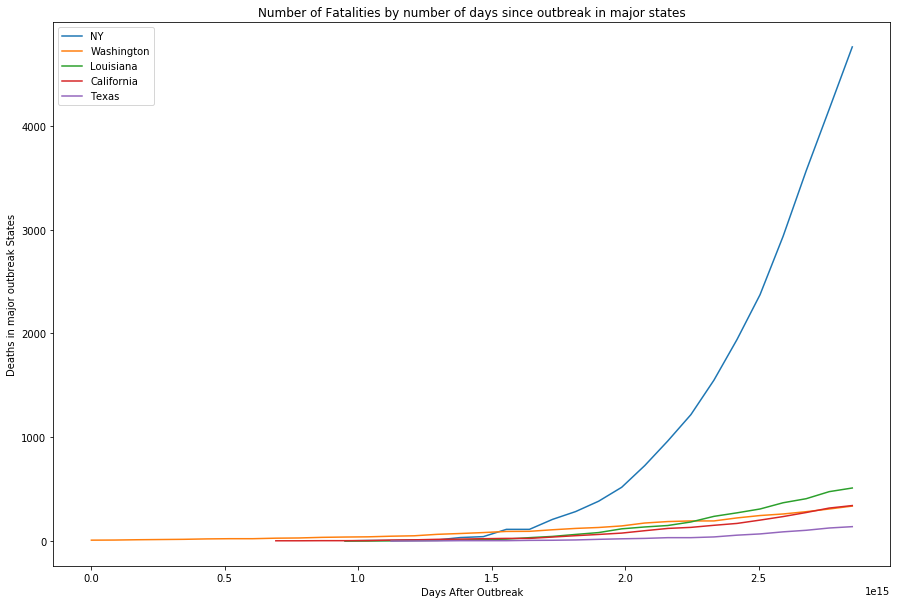 Number of Fatalities by number of days since outbreak in major states
NY
Washington
Louisiana
California
Texas
4000
3000
2000
1000
0
Deaths in major outbreak States
0.0 0.5 1.0 1.5 2.0 2.5
1e15
Days After Outbreak